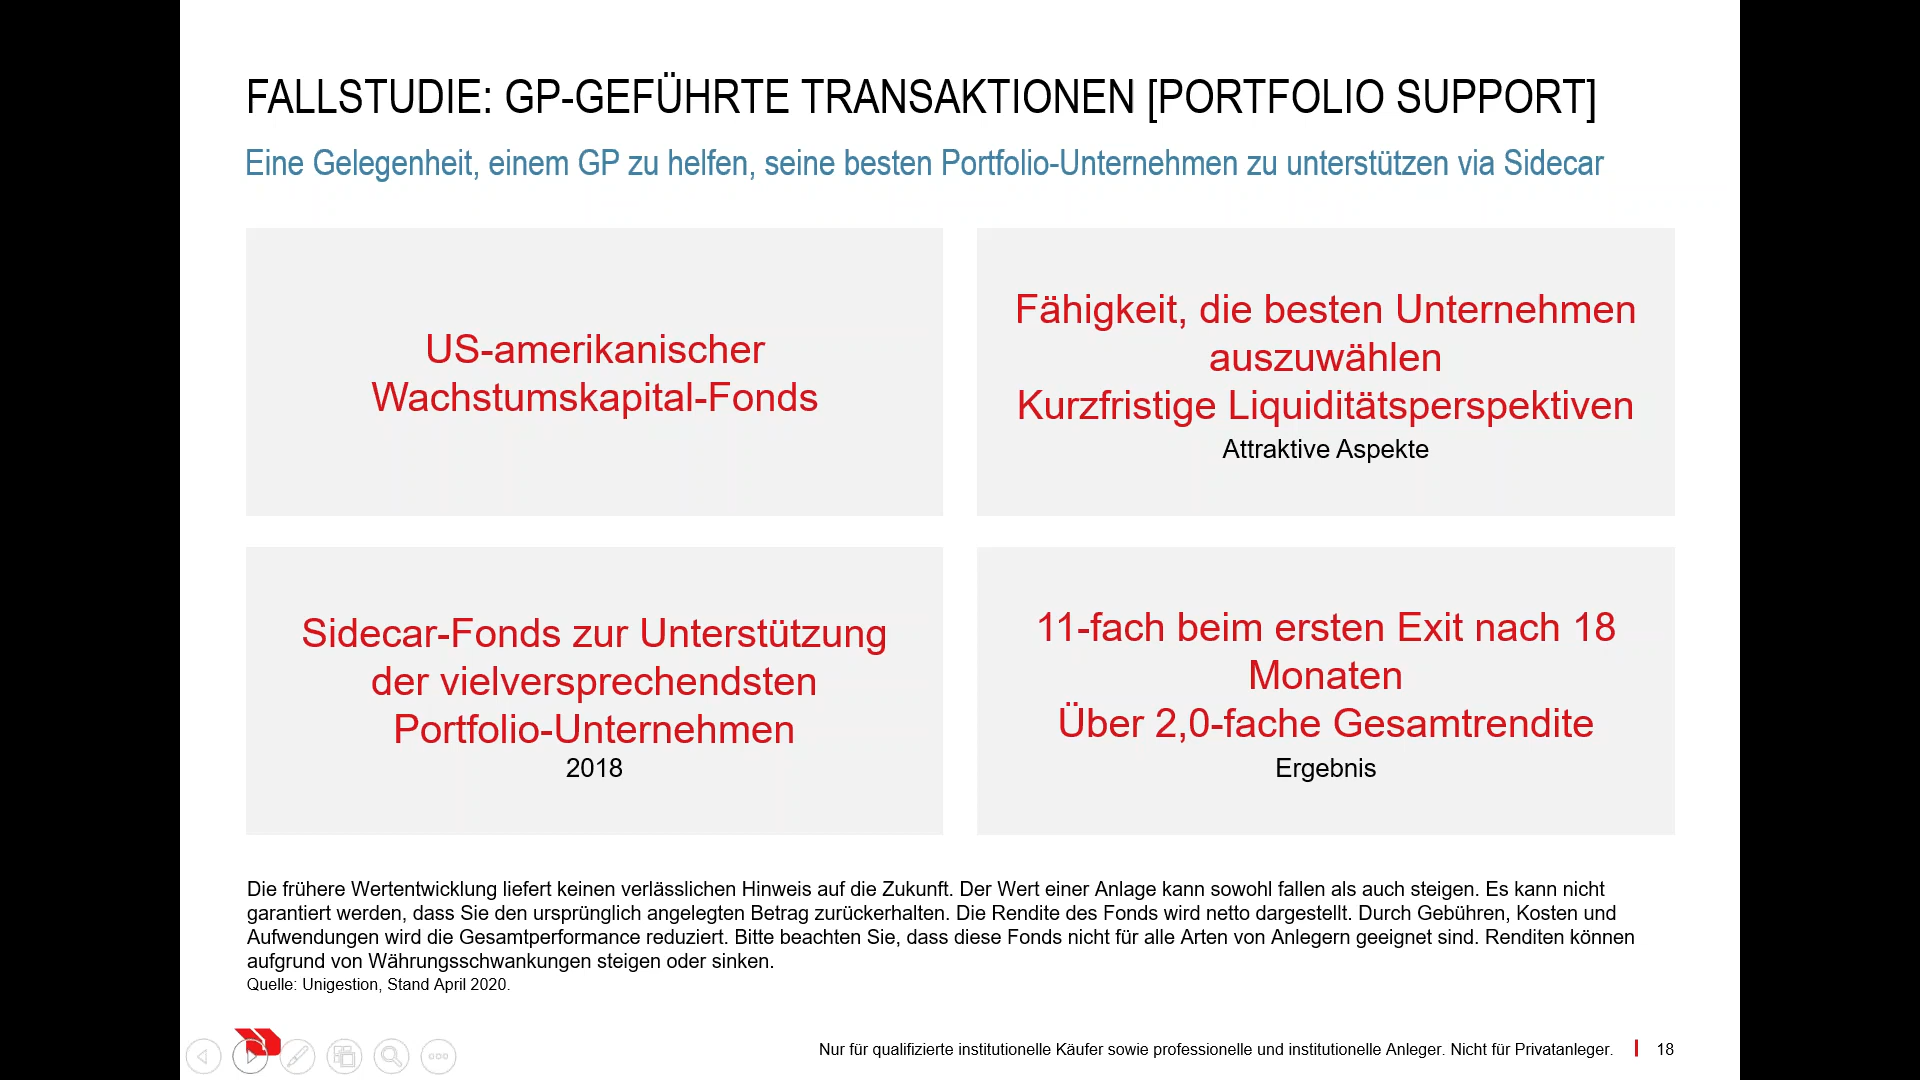 FALLSTUDIE: GP-GEFÜHRTE TRANSAKTIONEN [PORTFOLIO SUPPORT]
Eine Gelegenheit, einem GP zu helfen, seine besten Portfolio-Unternehmen zu unterstützen via Sidecar
US-amerikanischer
Wachstumskapital-Fonds
Fähigkeit, die besten Unternehmen
auszuwählen
Kurzfristige Liquiditätsperspektiven
Attraktive Aspekte
Sidecar-Fonds zur Unterstützung
der vielversprechendsten
Portfolio-Unternehmen
2018
11-fach beim ersten Exit nach 18
Monaten
Über 2,0-fache Gesamtrendite
Ergebnis
Die frühere Wertentwicklung liefert keinen verlässlichen Hinweis auf die Zukunft. Der Wert einer Anlage kann sowohl fallen als auch steigen. Es kann nicht
garantiert werden, dass Sie den ursprünglich angelegten Betrag zurückerhalten. Die Rendite des Fonds wird netto dargestellt. Durch Gebühren, Kosten und
Aufwendungen wird die Gesamtperformance reduziert. Bitte beachten Sie, dass diese Fonds nicht für alle Arten von Anlegern geeignet sind. Renditen können
aufgrund von Währungsschwankungen steigen oder sinken.
Quelle: Unigestion, Stand April 2020.
Nur für qualifizierte institutionelle Käufer sowie professionelle und institutionelle Anleger. Nicht für Privatanleger.
18